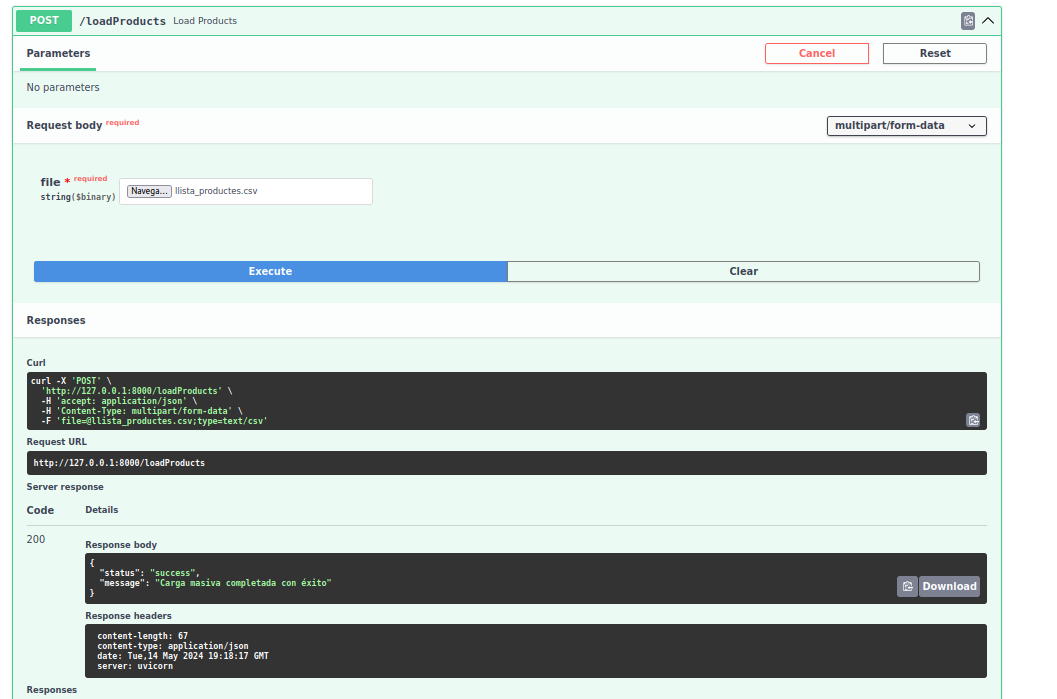 POST /loadProducts Load Products
Parameters Cancel Reset
No parameters
Request body required multipart/form-data
file * required
string($binary) Navega... llista_productes.csv
Execute Clear
Responses
Curl
curl -X 'POST' \
'http://127.0.0.1:8000/loadProducts' \
-H 'accept: application/json' \
-H 'Content-Type: multipart/form-data' \
-F 'file=@llista_productes.csv;type=text/csv'
Request URL
http://127.0.0.1:8000/loadProducts
Server response
Code Details
200
Response body
{
"status": "success",
"message": "Carga masiva completada con éxito"
}
Download
Response headers
content-length: 67
content-type: application/json
date: Tue,14 May 2024 19:18:17 GMT
server: uvicorn
Responses